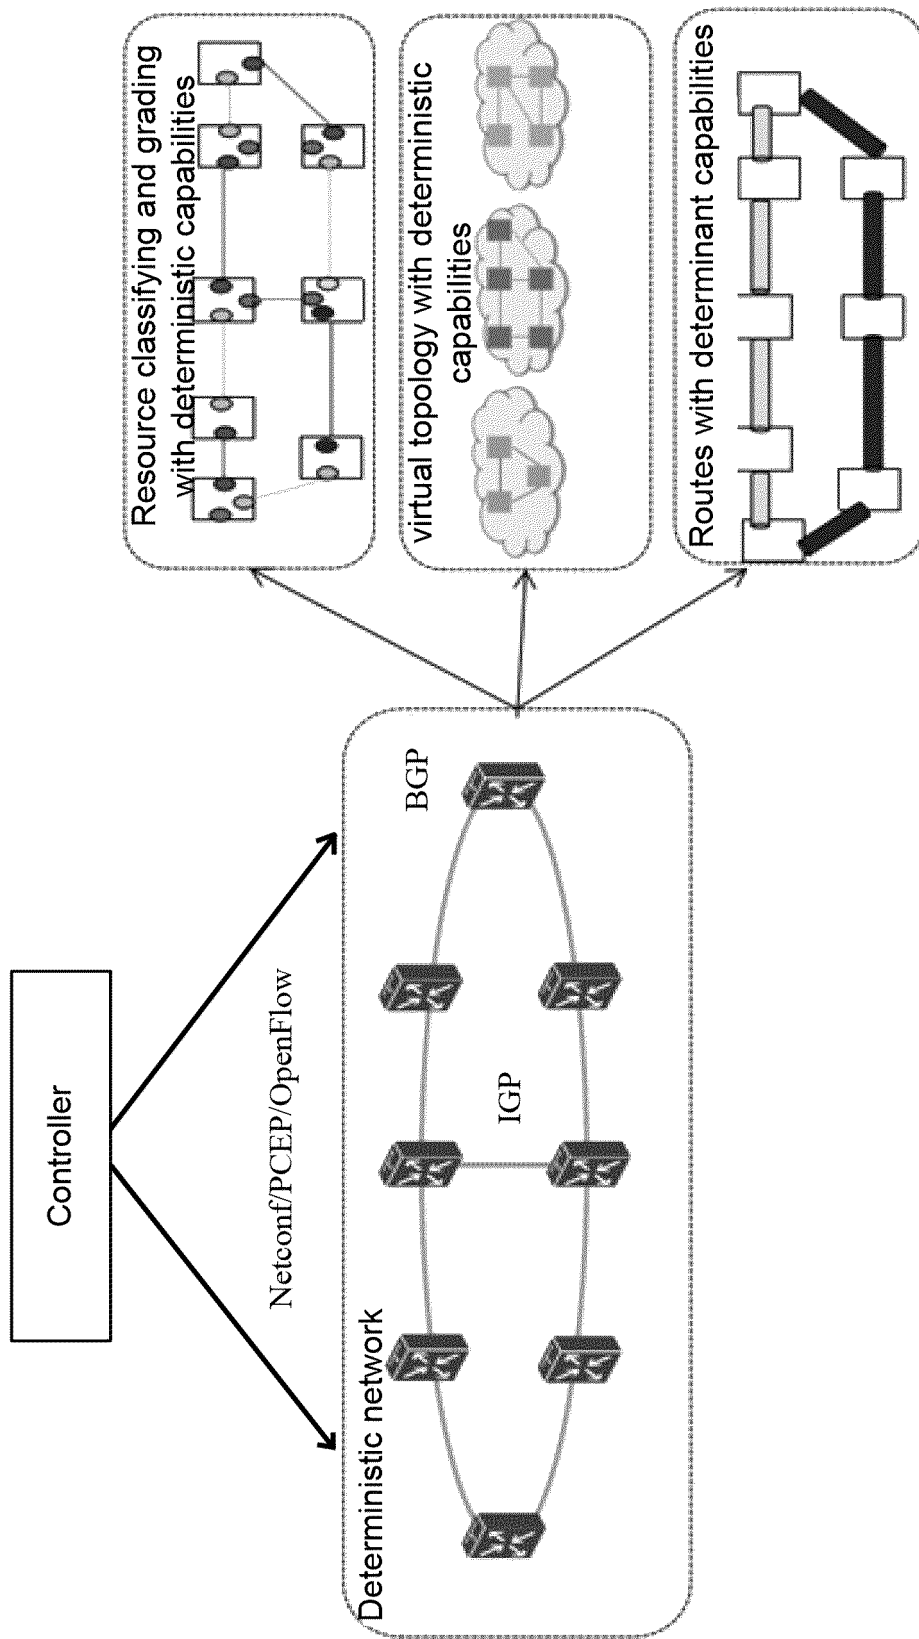 Controller
Netconf/PCEP/OpenFlow
Deterministic network
BGP
IGP
Resource classifying and grading
with deterministic capabilities
virtual topology with deterministic
capabilities
Routes with determinant capabilities